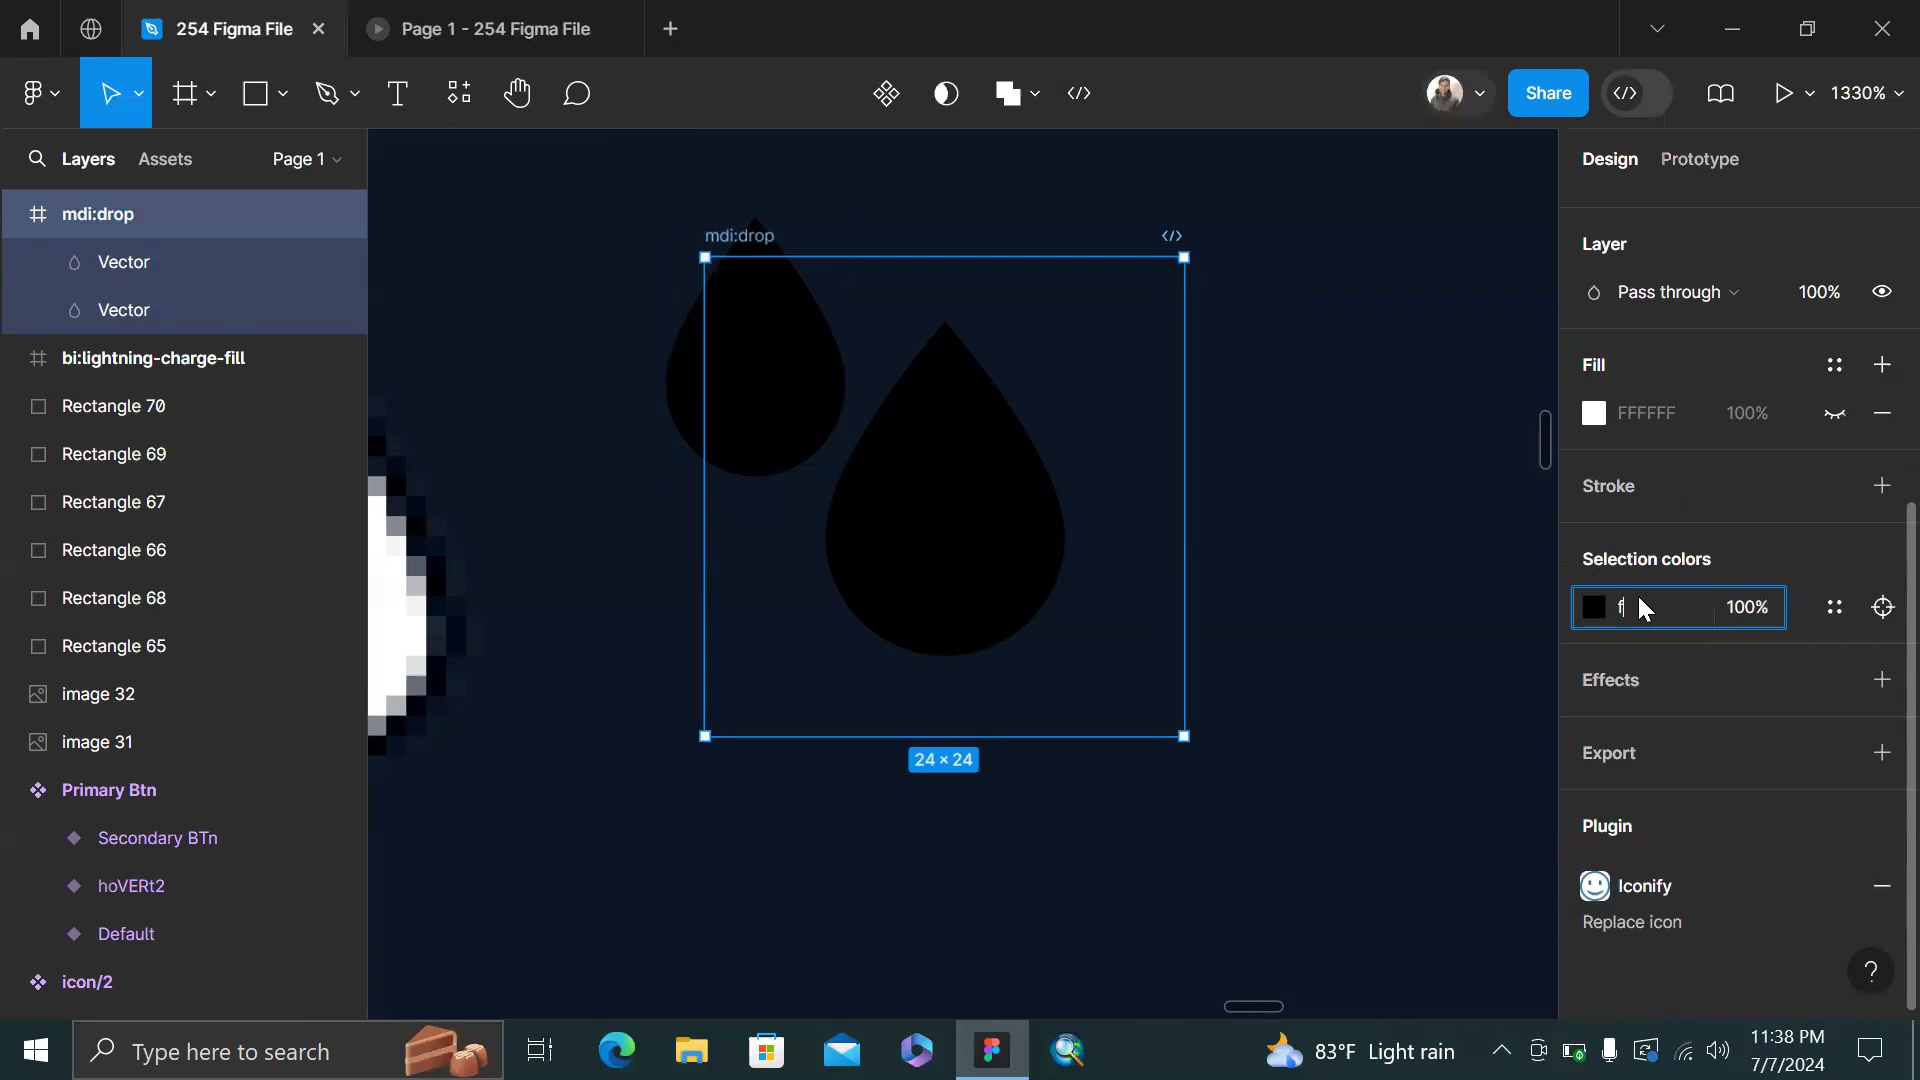 254 Figma File
Page 1 - 254 Figma File
Share
1330%
Layers
Assets
Page 1
Design
Prototype
mdi:drop
Vector
Vector
bi:lightning-charge-fill
Rectangle 70
Rectangle 69
Rectangle 67
Rectangle 66
Rectangle 68
Rectangle 65
image 32
image 31
Primary Btn
Secondary BTn
hoVERt2
Default
icon/2
mdi:drop
24 × 24
Layer
Pass through
100%
Fill
FFFFFF
100%
Stroke
Selection colors
f
100%
Effects
Export
Plugin
Iconify
Replace icon
?
Type here to search
83°F Light rain
11:38 PM
7/7/2024